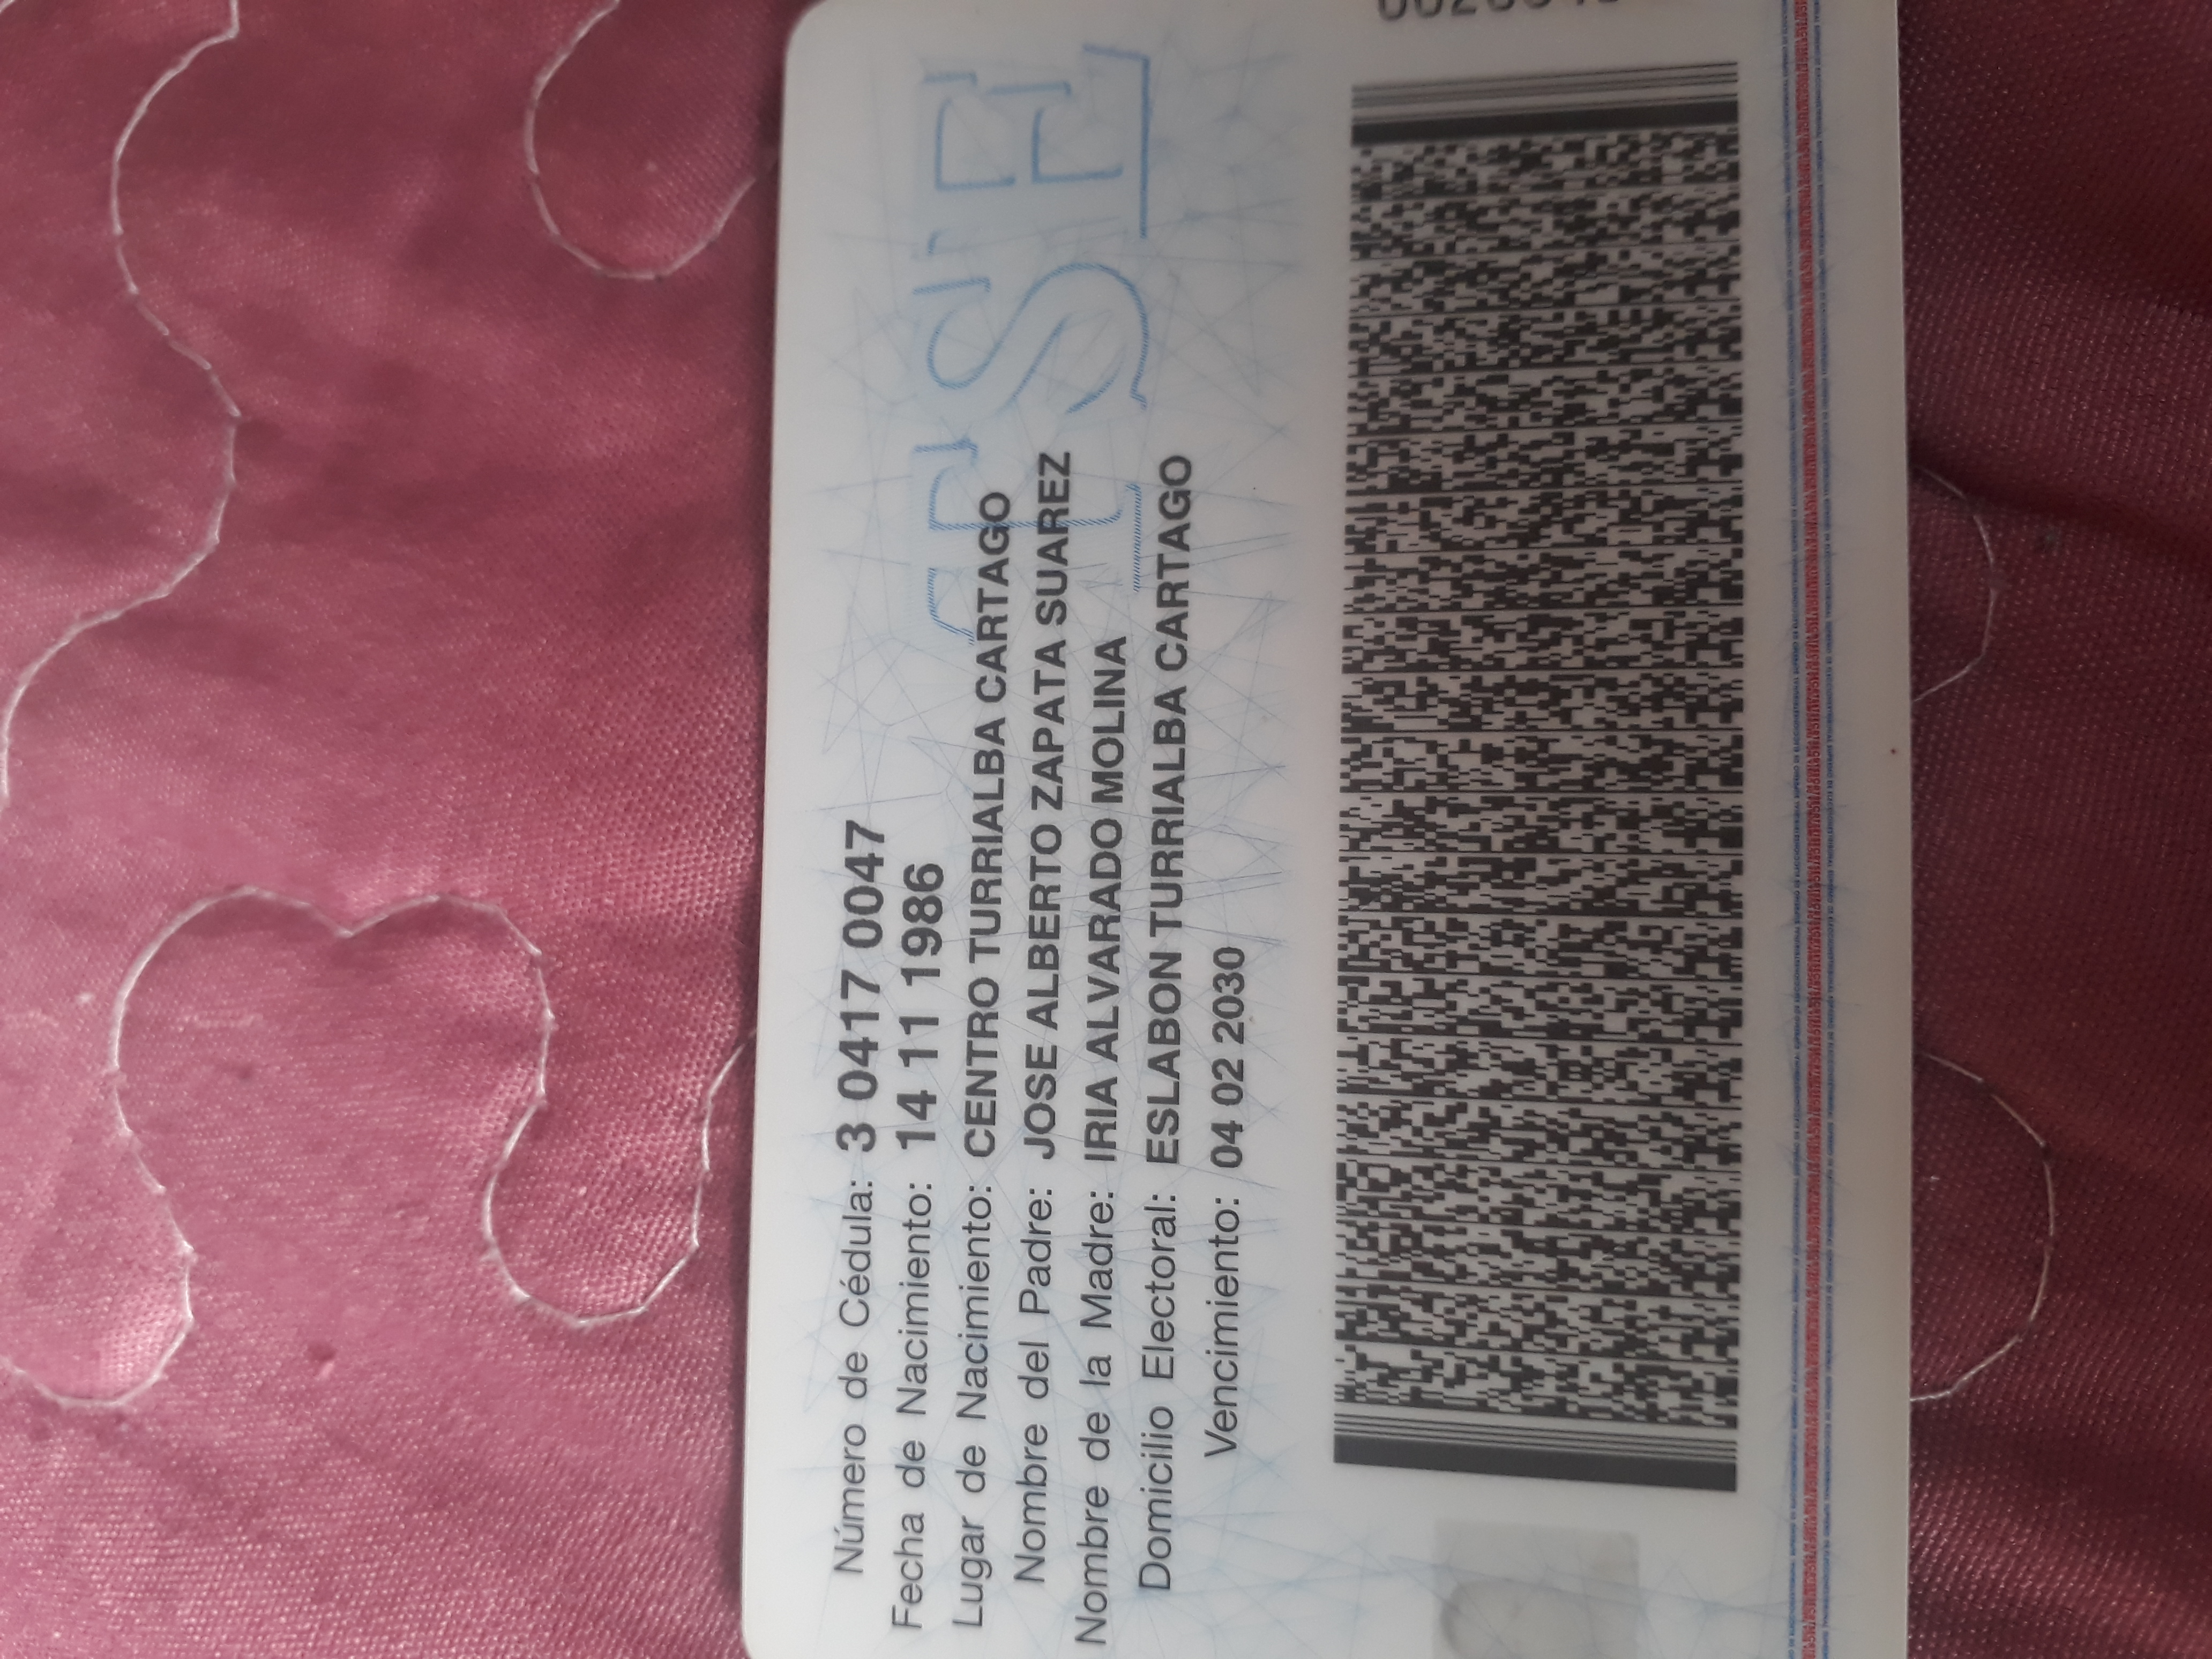 Número de Cédula: 3 0417 0047
Fecha de Nacimiento: 14 11 1986
Lugar de Nacimiento: CENTRO TURRIALBA CARTAGO
Nombre del Padre: JOSE ALBERTO ZAPATA SUAREZ
Nombre de la Madre: IRIA ALVARADO MOLINA
Domicilio Electoral: ESLABON TURRIALBA CARTAGO
Vencimiento: 04 02 2030
TSE